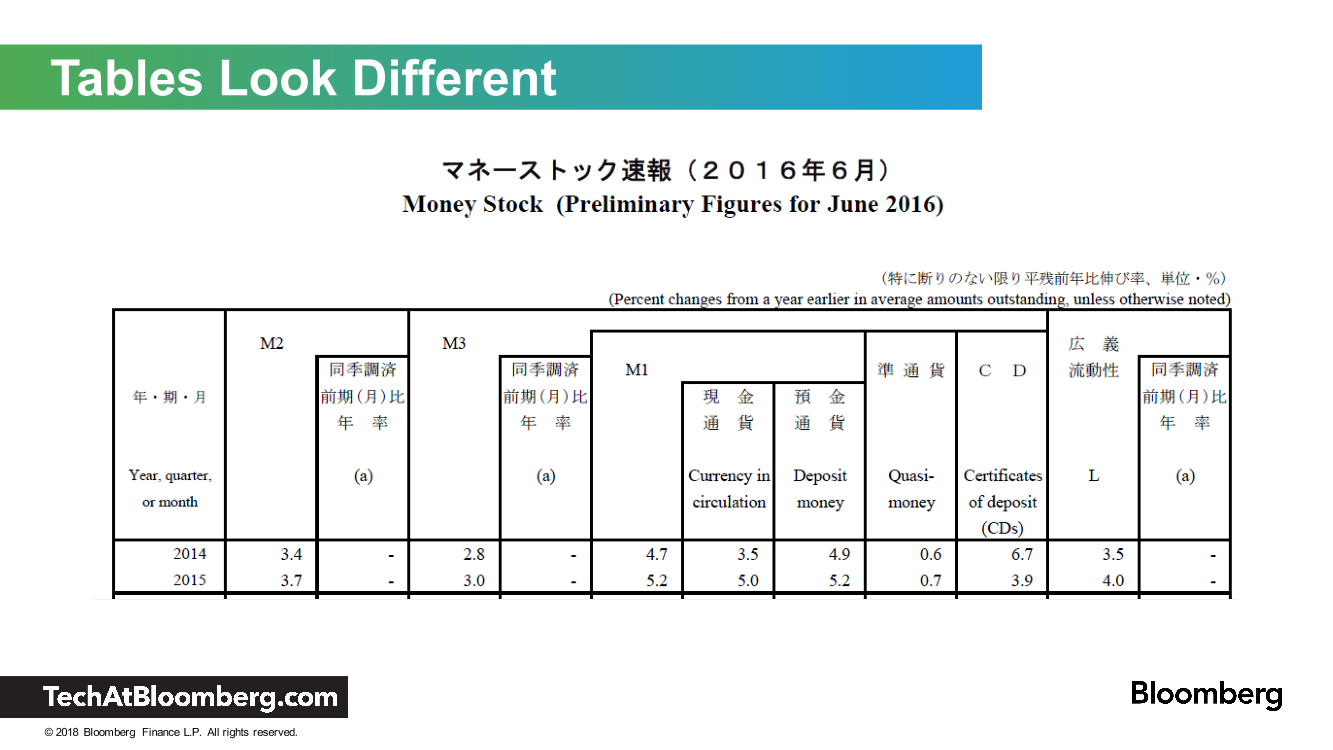 Tables Look Different
マネーストック速報（２０１６年６月）
Money Stock (Preliminary Figures for June 2016)
（特に断りのない限り平残前年比伸び率、単位・％）
(Percent changes from a year earlier in average amounts outstanding, unless otherwise noted)
M2 M3 広 義
同季調済 同季調済 M1 準 通 貨 Ｃ Ｄ 流動性 同季調済
年・期・月 前期(月)比 前期(月)比 現 金 預 金 前期(月)比
年 率 年 率 通 貨 通 貨 年 率
Year, quarter, (a) (a) Currency in Deposit Quasi- Certificates L (a)
or month circulation money money of deposit
(CDs)
2014 3.4 - 2.8 - 4.7 3.5 4.9 0.6 6.7 3.5 -
2015 3.7 - 3.0 - 5.2 5.0 5.2 0.7 3.9 4.0 -
TechAtBloomberg.com
Bloomberg
© 2018 Bloomberg Finance L.P. All rights reserved.